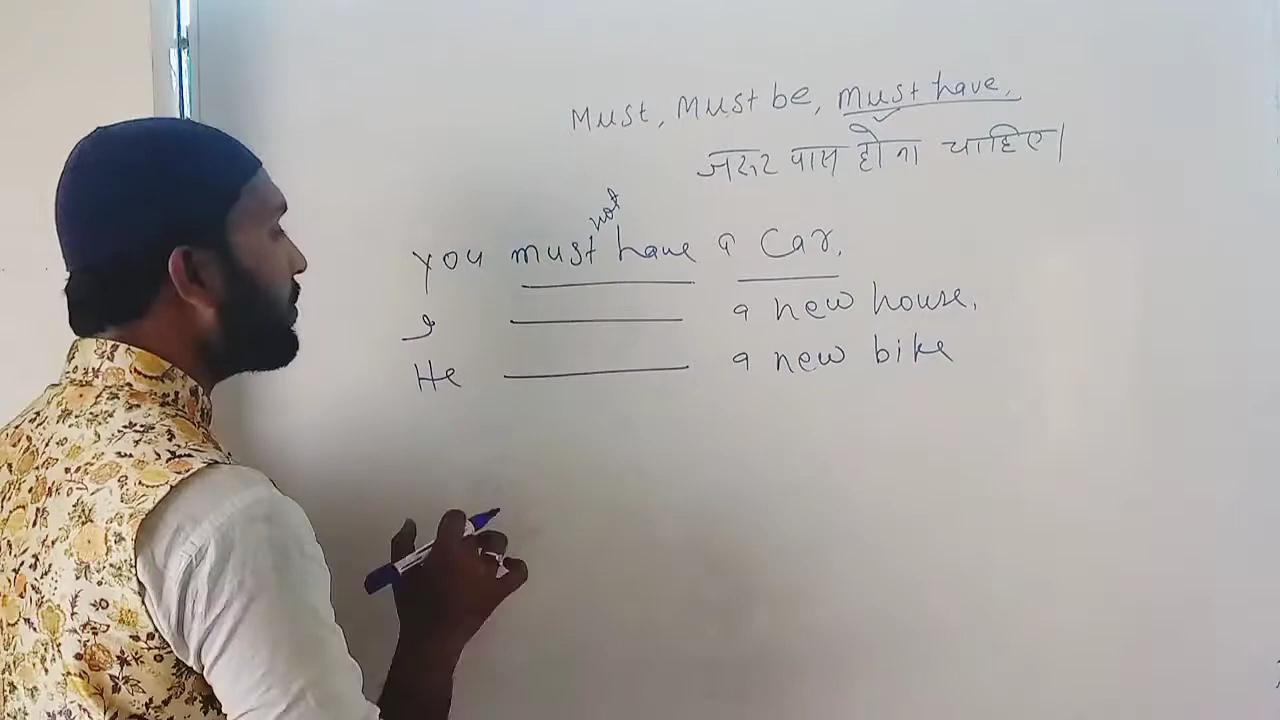 Must, Must be, must have,
जरुर पास होना चाहिए।
not
you must have a car.
I a new house.
He a new bike